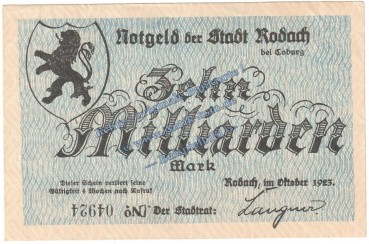 Notgeld der Stadt Rodach
bei Coburg
Zehn
Milliarden
Mark
Dieser Schein verliert seine
Gültigkeit 4 Wochen nach Aufruf
Rodach, im Oktober 1923.
No 04924
Der Stadtrat:
Langner